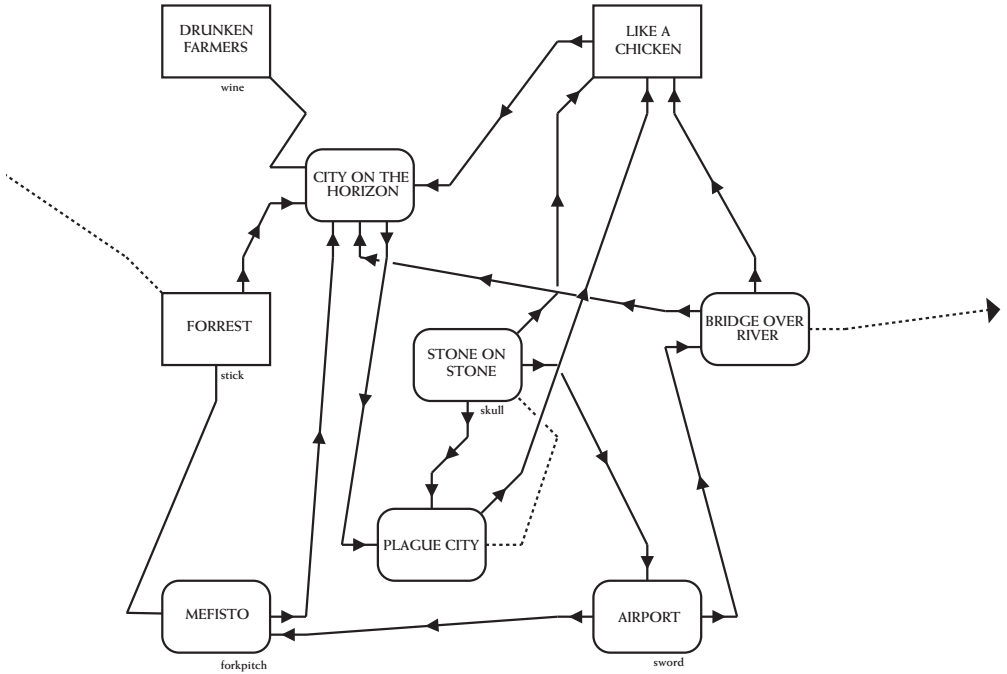 DRUNKEN
FARMERS
wine
LIKE A
CHICKEN
CITY ON THE
HORIZON
FORREST
stick
BRIDGE OVER
RIVER
STONE ON
STONE
skull
PLAGUE CITY
MEFISTO
forkpitch
AIRPORT
sword